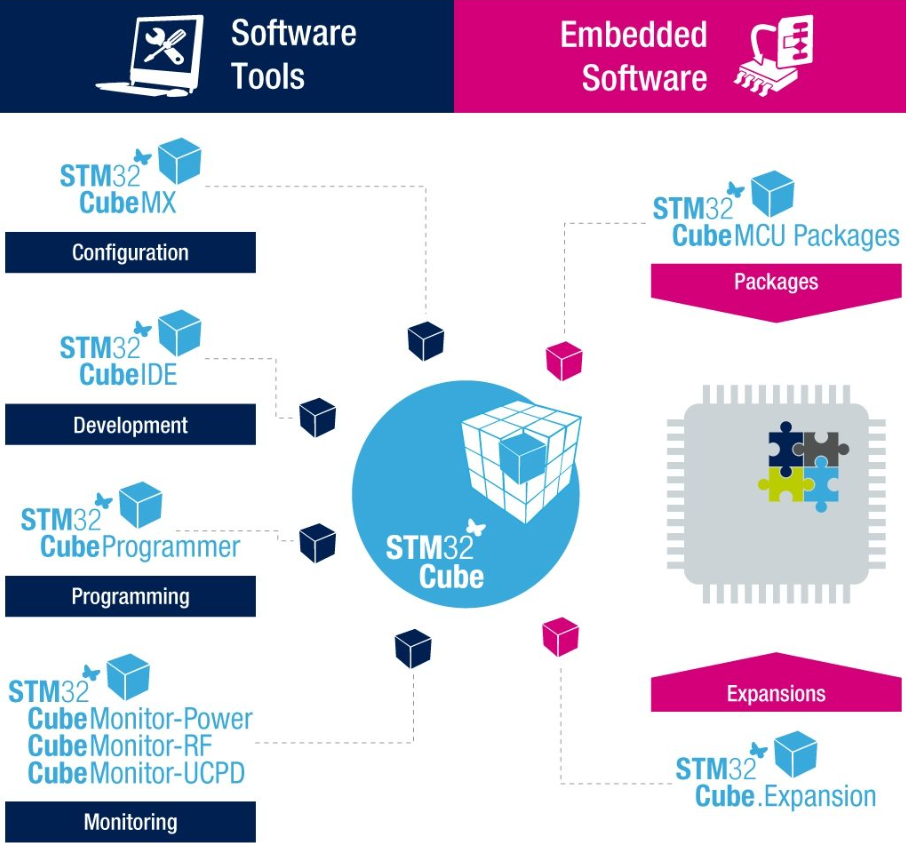 Software
Tools
Embedded
Software
STM32
CubeMX
Configuration
STM32
CubeIDE
Development
STM32
CubeProgrammer
Programming
STM32
CubeMonitor-Power
CubeMonitor-RF
CubeMonitor-UCPD
Monitoring
STM32
Cube
STM32
CubeMCU Packages
Packages
Expansions
STM32
Cube.Expansion